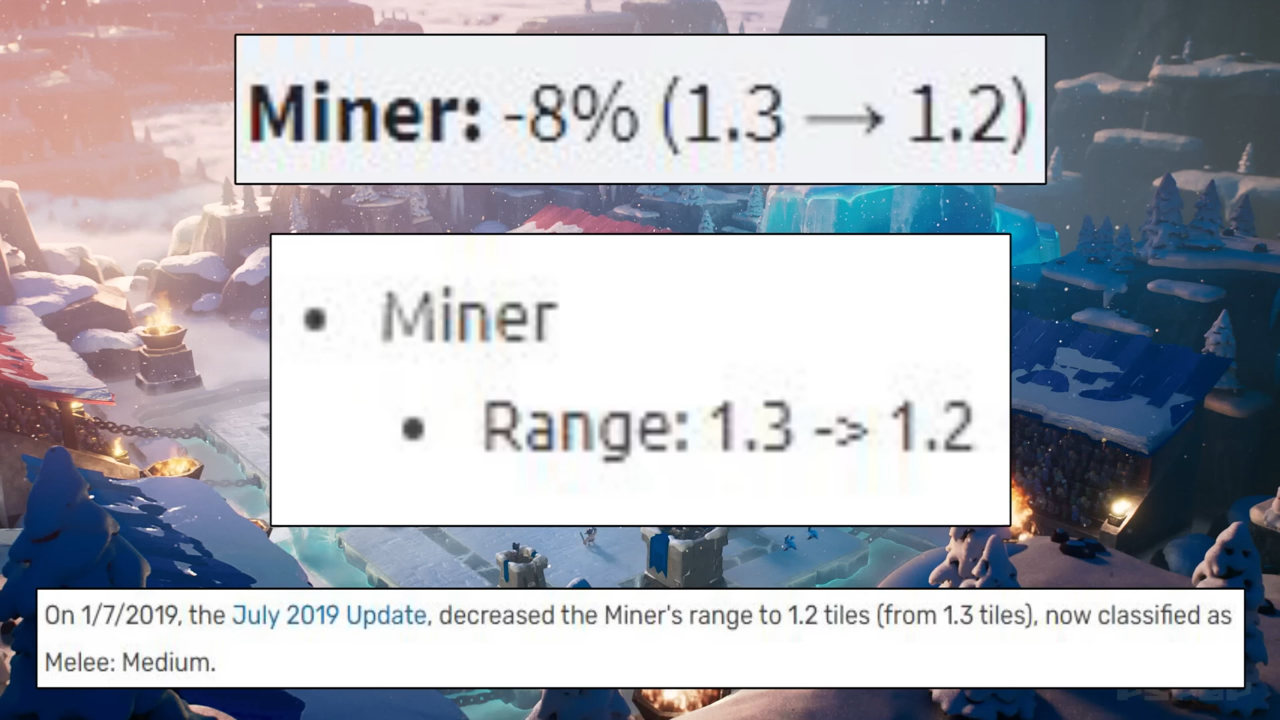 Miner: -8% (1.3 → 1.2)
• Miner
• Range: 1.3 -> 1.2
On 1/7/2019, the July 2019 Update, decreased the Miner's range to 1.2 tiles (from 1.3 tiles), now classified as
Melee: Medium.